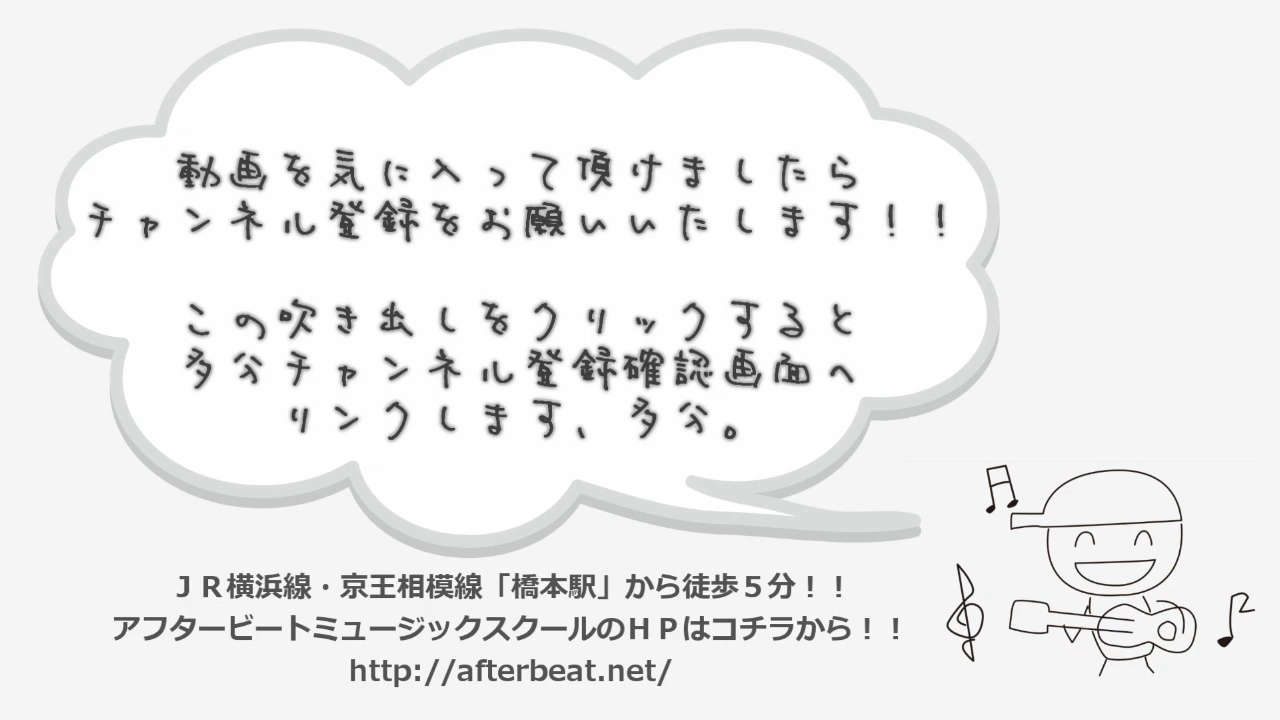 動画を気に入って頂けましたら
チャンネル登録をお願いいたします！！
この吹き出しをクリックすると
多分チャンネル登録確認画面へ
リンクします、多分。
ＪＲ横浜線・京王相模線「橋本駅」から徒歩５分！！
アフタービートミュージックスクールのＨＰはコチラから！！
http://afterbeat.net/